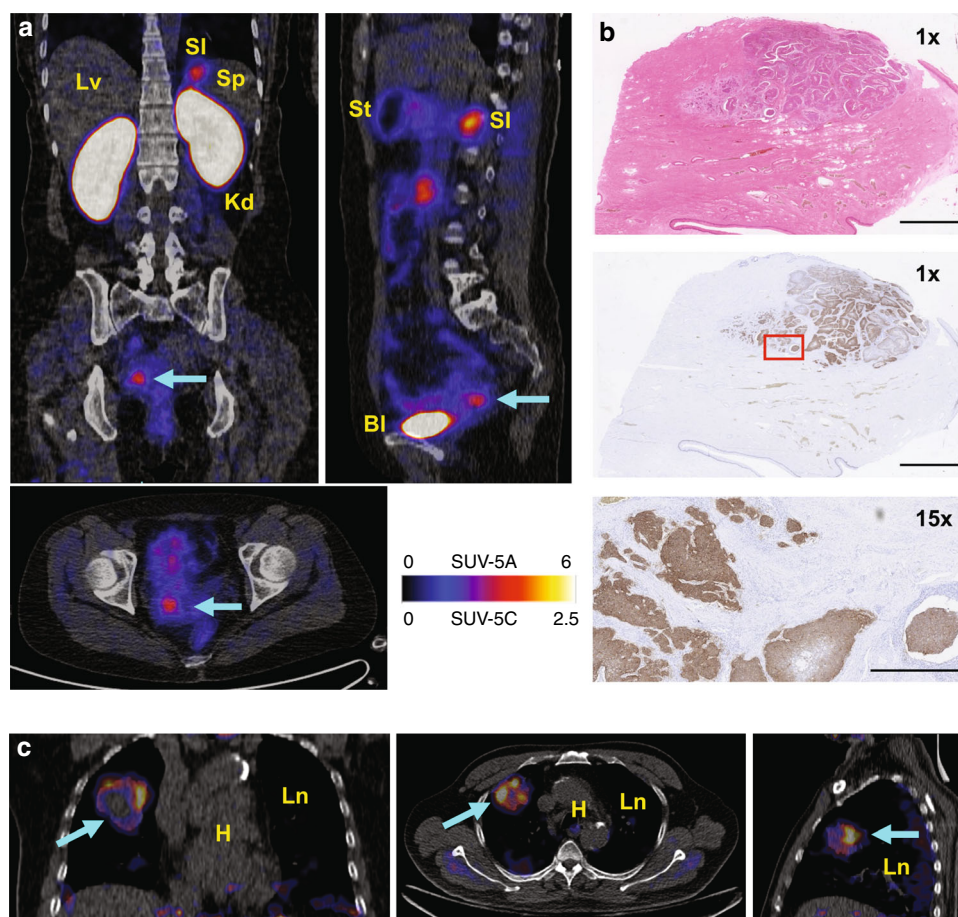 a
Lv
Sl
Sp
Kd
St
Sl
Bl
0 SUV-5A 6
0 SUV-5C 2.5
b
1x
1x
15x
c
H
Ln
H
Ln
Ln